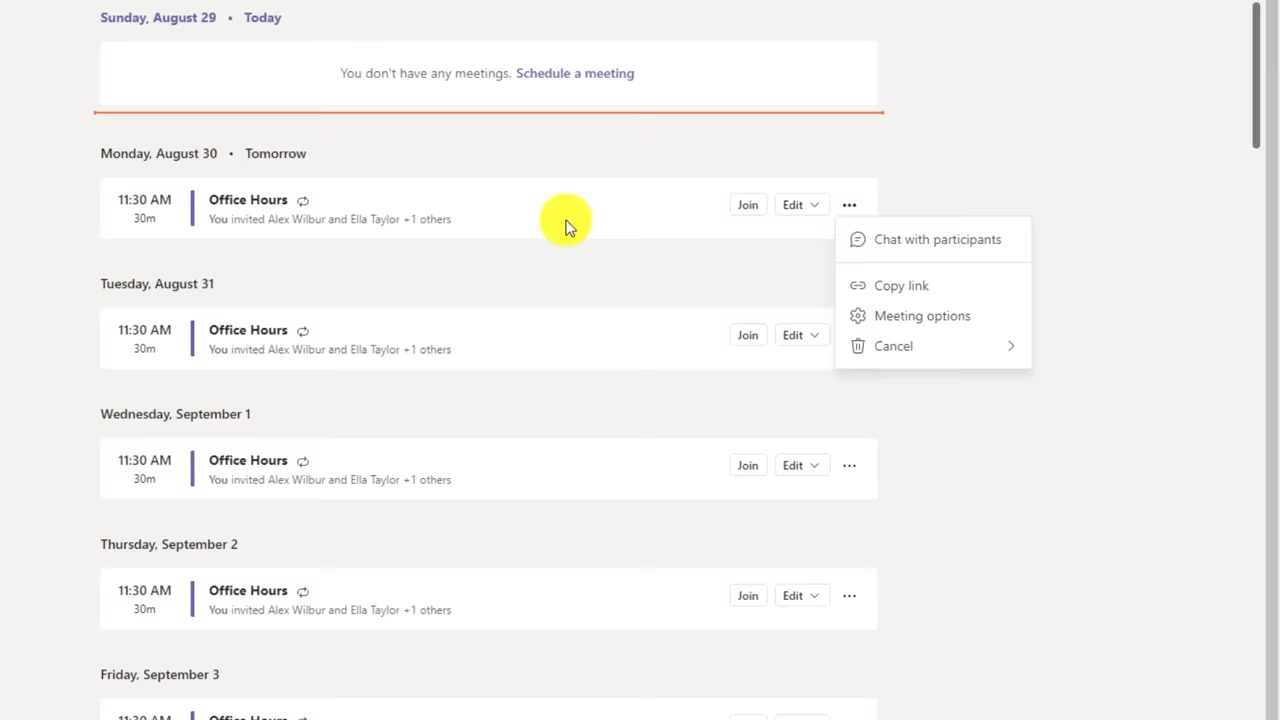 Sunday, August 29 • Today
You don't have any meetings. Schedule a meeting
Monday, August 30 • Tomorrow
11:30 AM Office Hours
30m You invited Alex Wilbur and Ella Taylor +1 others
Join Edit
Chat with participants
Copy link
Meeting options
Cancel
Tuesday, August 31
11:30 AM Office Hours
30m You invited Alex Wilbur and Ella Taylor +1 others
Join Edit
Wednesday, September 1
11:30 AM Office Hours
30m You invited Alex Wilbur and Ella Taylor +1 others
Join Edit
Thursday, September 2
11:30 AM Office Hours
30m You invited Alex Wilbur and Ella Taylor +1 others
Join Edit
Friday, September 3
11:30 AM Office Hours